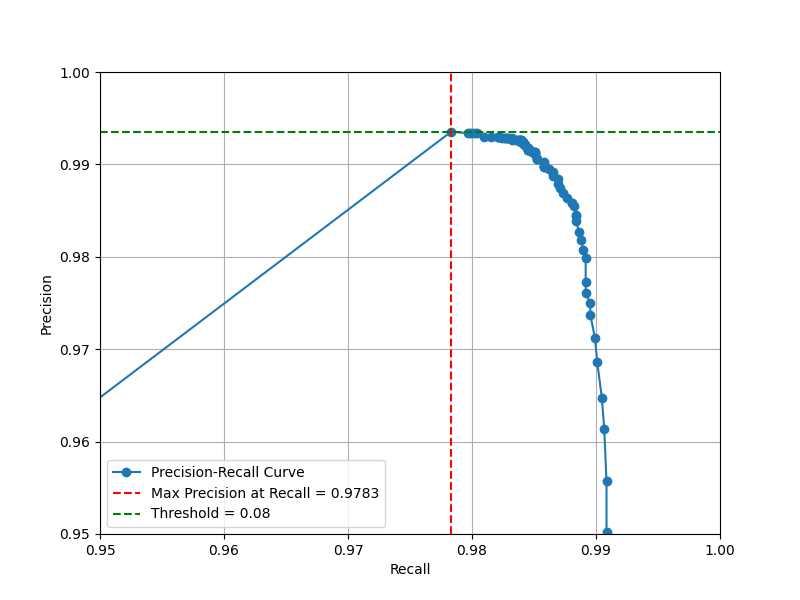 1.00
0.99
0.98
0.97
0.96
0.95
Precision
Precision-Recall Curve
Max Precision at Recall = 0.9783
Threshold = 0.08
0.95 0.96 0.97 0.98 0.99 1.00
Recall